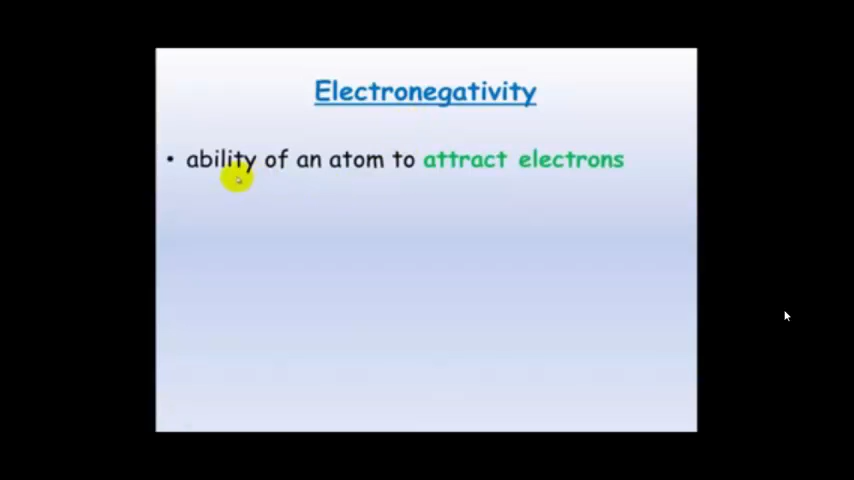 Electronegativity
• ability of an atom to attract electrons